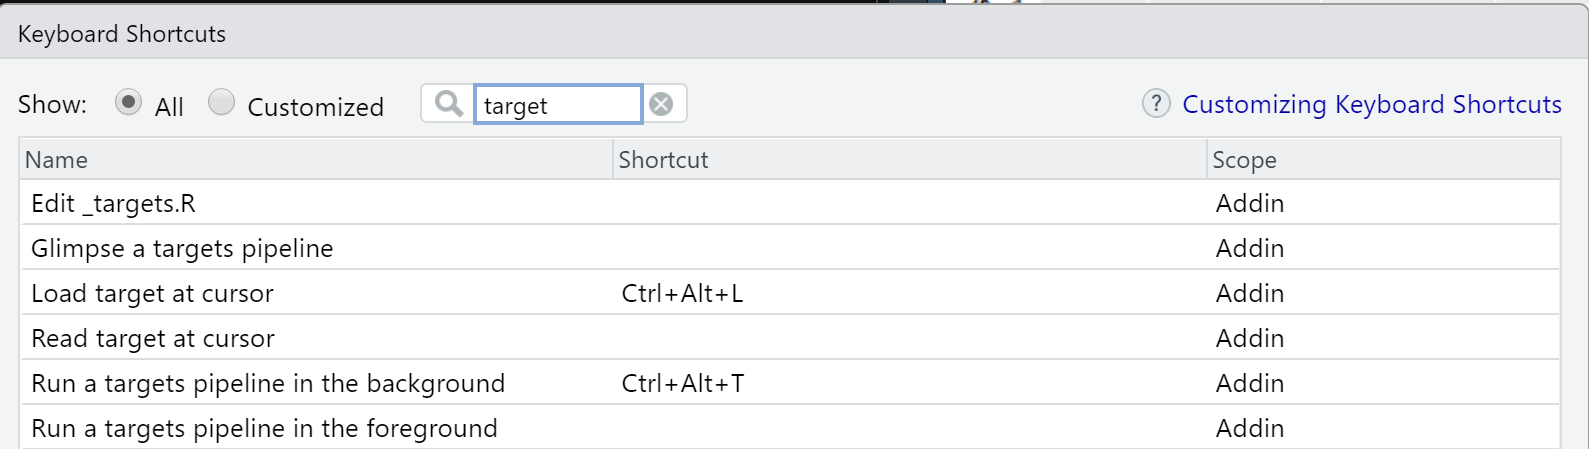 Keyboard Shortcuts
Show: All Customized target ? Customizing Keyboard Shortcuts
Name Shortcut Scope
Edit _targets.R Addin
Glimpse a targets pipeline Addin
Load target at cursor Ctrl+Alt+L Addin
Read target at cursor Addin
Run a targets pipeline in the background Ctrl+Alt+T Addin
Run a targets pipeline in the foreground Addin